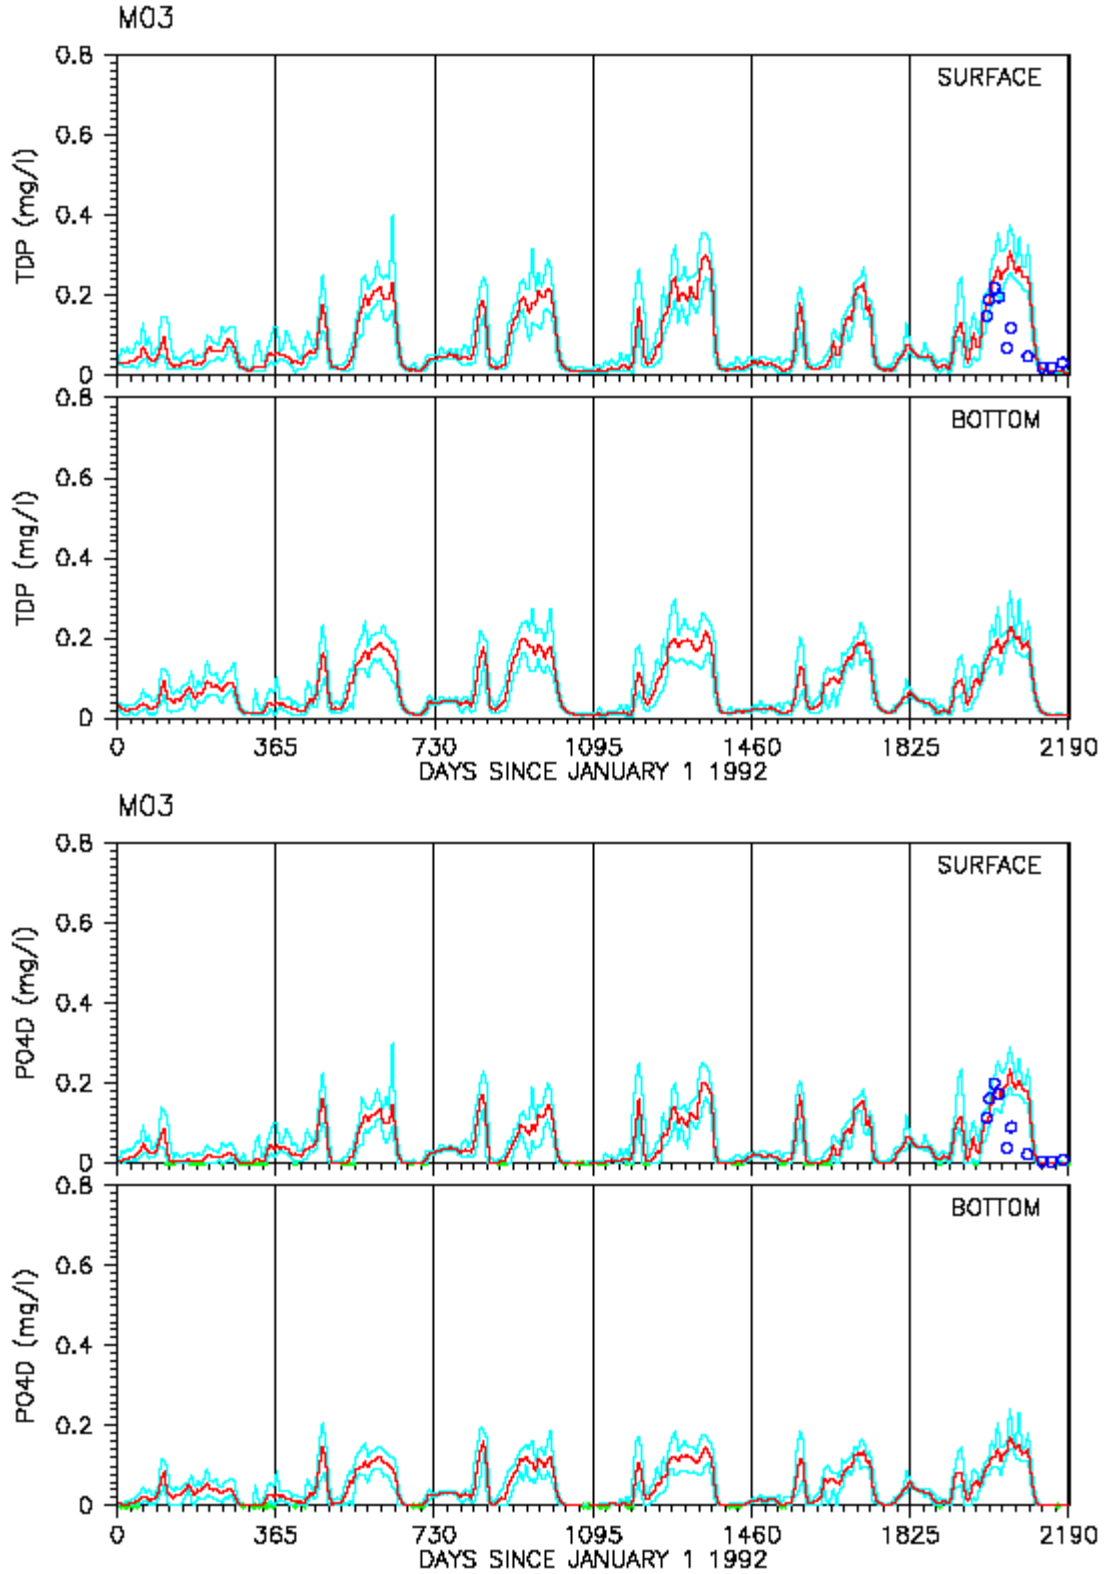 M03
0.8
SURFACE
0.6
TDP (mg/l)
0.4
0.2
0
0.8
BOTTOM
0.6
TDP (mg/l)
0.4
0.2
0
0 365 730 1095 1460 1825 2190
DAYS SINCE JANUARY 1 1992
M03
0.8
SURFACE
0.6
PO4D (mg/l)
0.4
0.2
0
0.8
BOTTOM
0.6
PO4D (mg/l)
0.4
0.2
0
0 365 730 1095 1460 1825 2190
DAYS SINCE JANUARY 1 1992